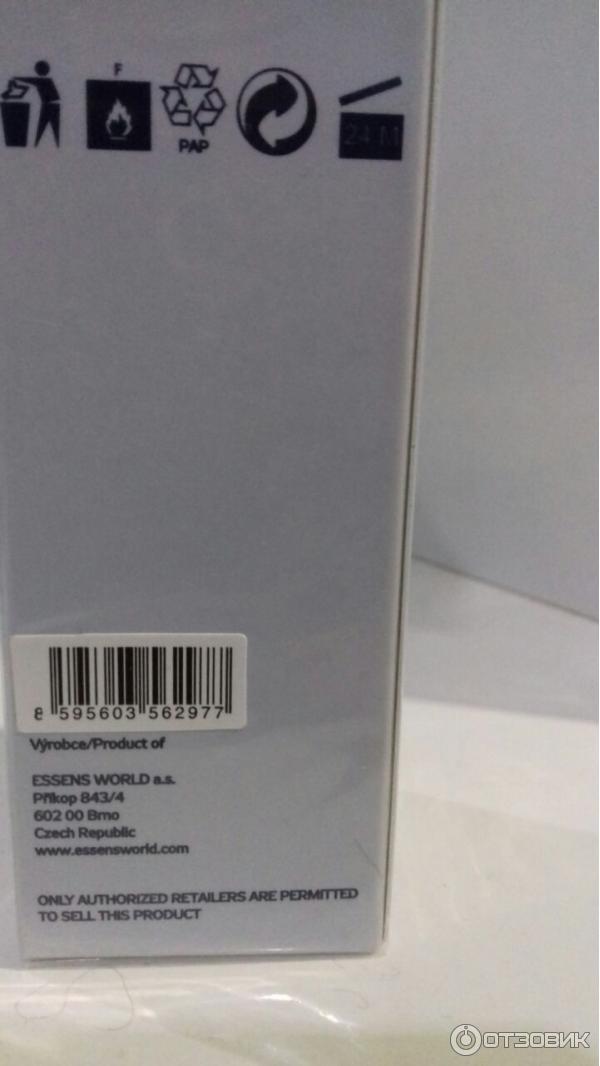 F
PAP
24 M
8 595603 562977
Výrobce/Product of
ESSENS WORLD a.s.
Příkop 843/4
602 00 Brno
Czech Republic
www.essensworld.com
ONLY AUTHORIZED RETAILERS ARE PERMITTED
TO SELL THIS PRODUCT
ОТЗОВИК